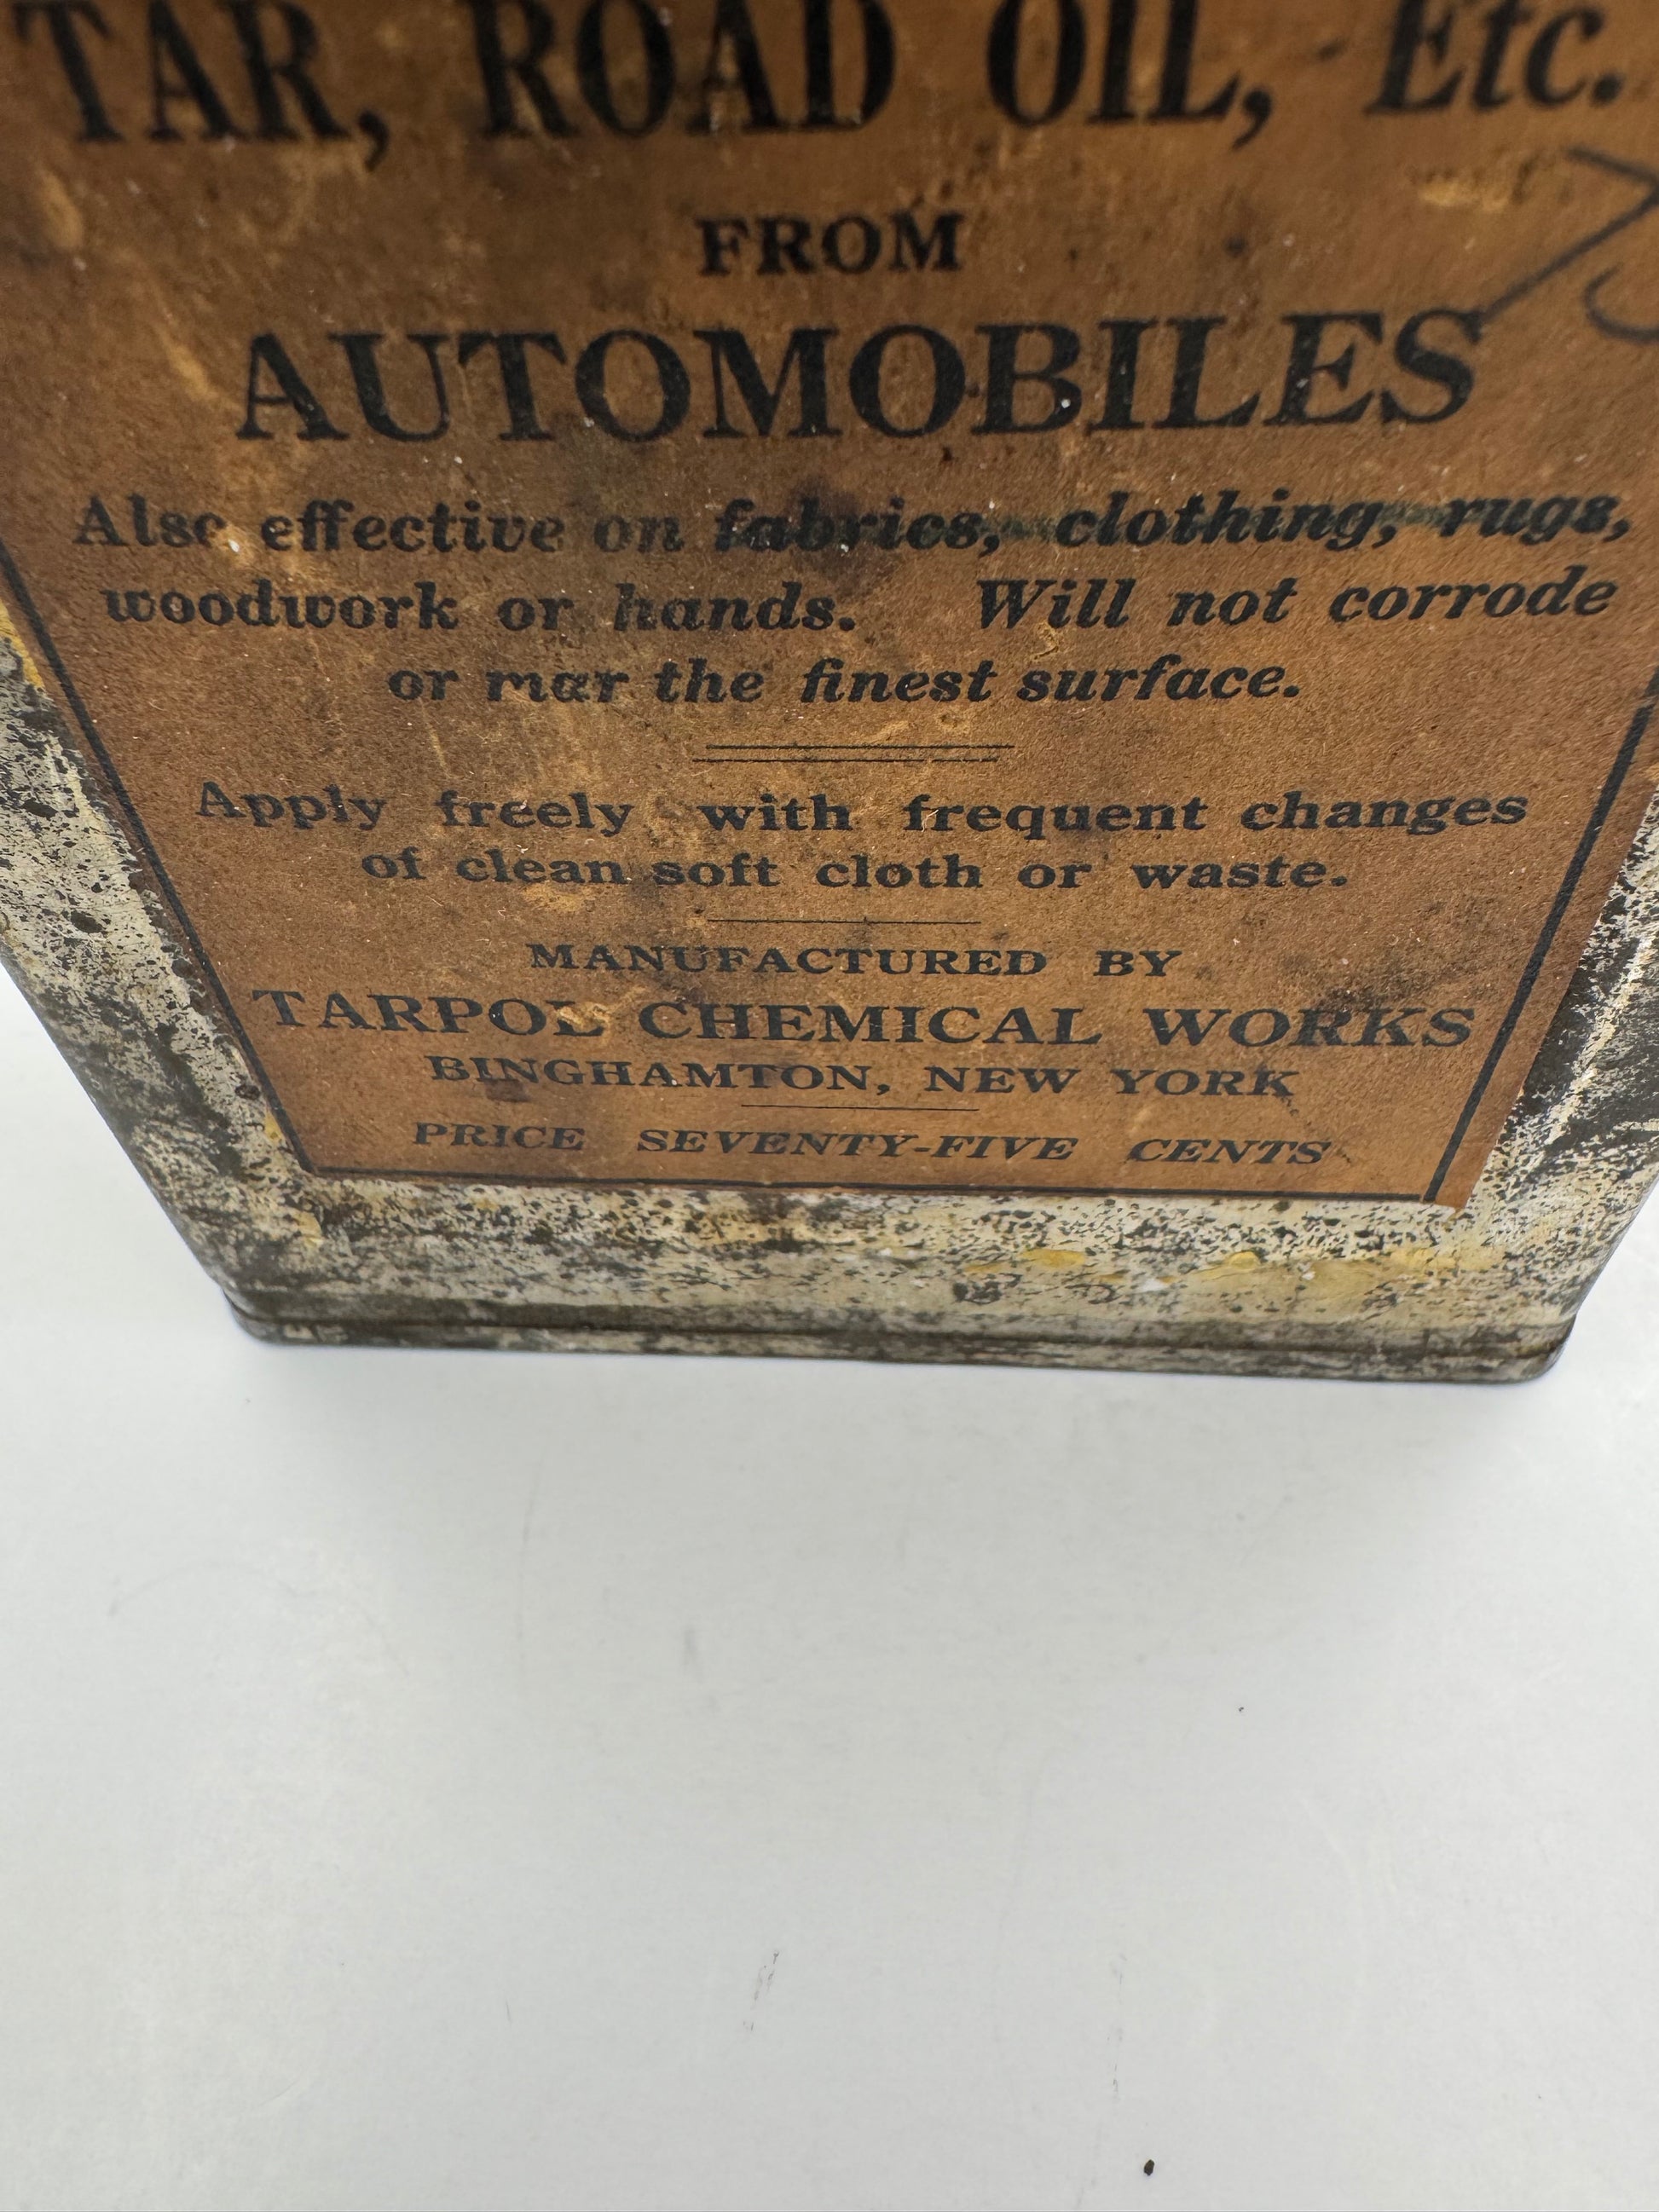 TAR, ROAD OIL, Etc.
FROM
AUTOMOBILES
Also effective on fabrics, clothing, rugs,
woodwork or hands. Will not corrode
or mar the finest surface.
Apply freely with frequent changes
of clean soft cloth or waste.
MANUFACTURED BY
TARPOL CHEMICAL WORKS
BINGHAMTON, NEW YORK
PRICE SEVENTY-FIVE CENTS